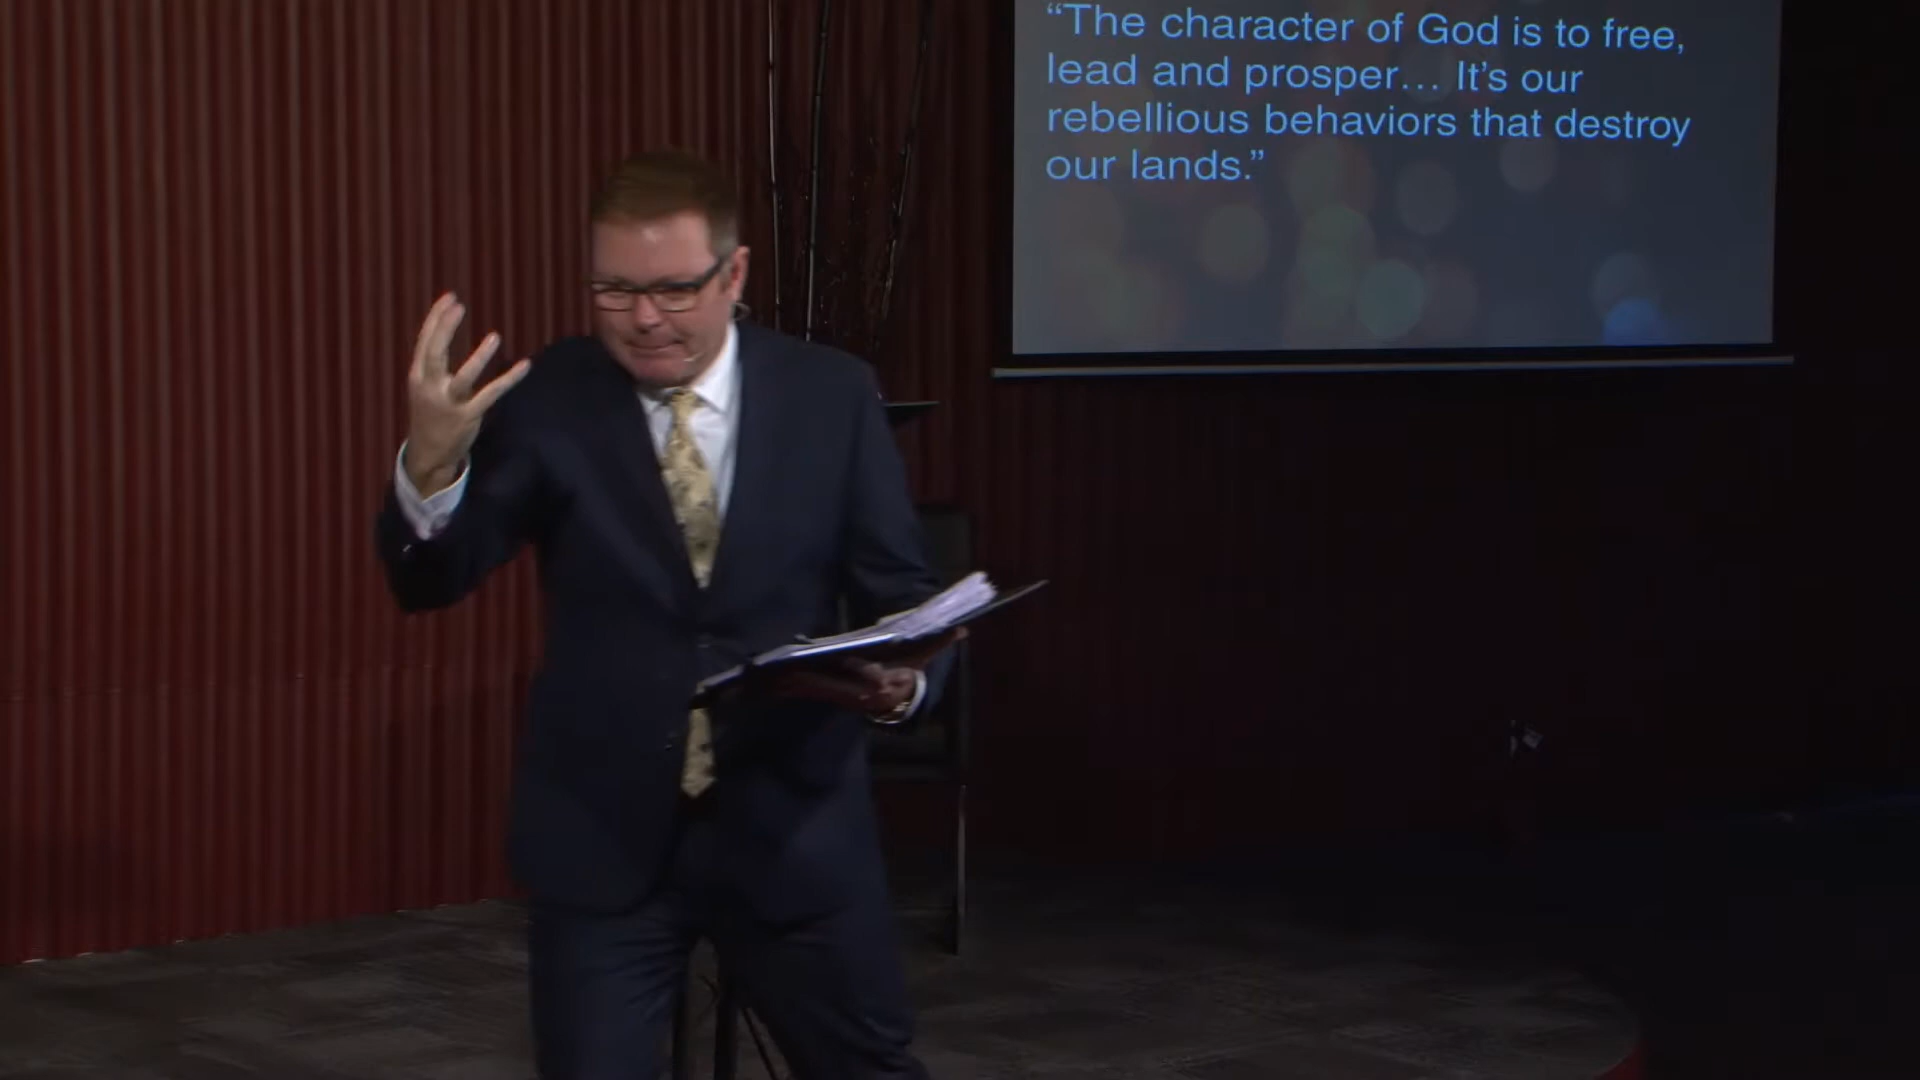 “The character of God is to free,
lead and prosper… It’s our
rebellious behaviors that destroy
our lands.”